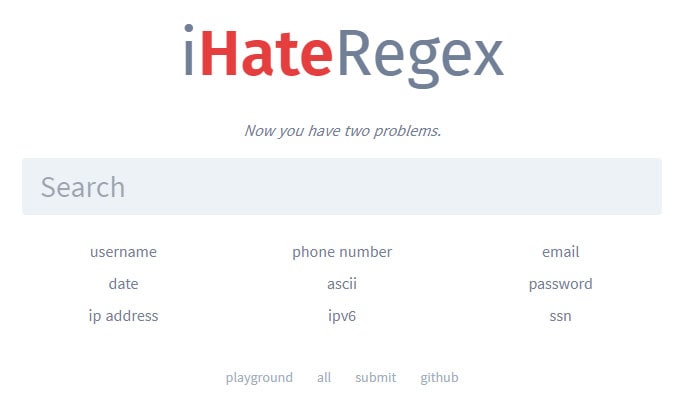 iHateRegex
Now you have two problems.
Search
username phone number email
date ascii password
ip address ipv6 ssn
playground all submit github